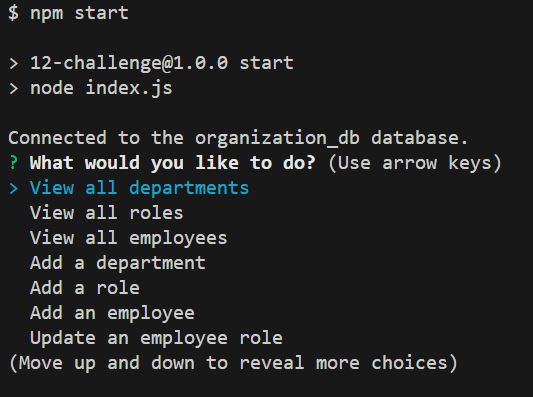 $ npm start
> 12-challenge@1.0.0 start
> node index.js
Connected to the organization_db database.
? What would you like to do? (Use arrow keys)
> View all departments
View all roles
View all employees
Add a department
Add a role
Add an employee
Update an employee role
(Move up and down to reveal more choices)